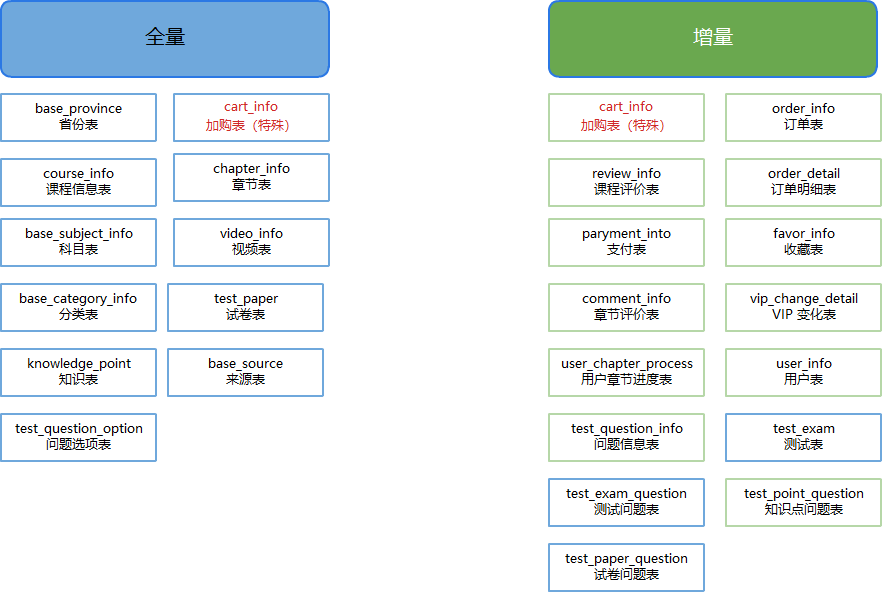 全量
base_province
省份表
cart_info
加购表（特殊）
course_info
课程信息表
chapter_info
章节表
base_subject_info
科目表
video_info
视频表
base_category_info
分类表
test_paper
试卷表
knowledge_point
知识表
base_source
来源表
test_question_option
问题选项表
增量
cart_info
加购表（特殊）
order_info
订单表
review_info
课程评价表
order_detail
订单明细表
paryment_into
支付表
favor_info
收藏表
comment_info
章节评价表
vip_change_detail
VIP 变化表
user_chapter_process
用户章节进度表
user_info
用户表
test_question_info
问题信息表
test_exam
测试表
test_exam_question
测试问题表
test_point_question
知识点问题表
test_paper_question
试卷问题表